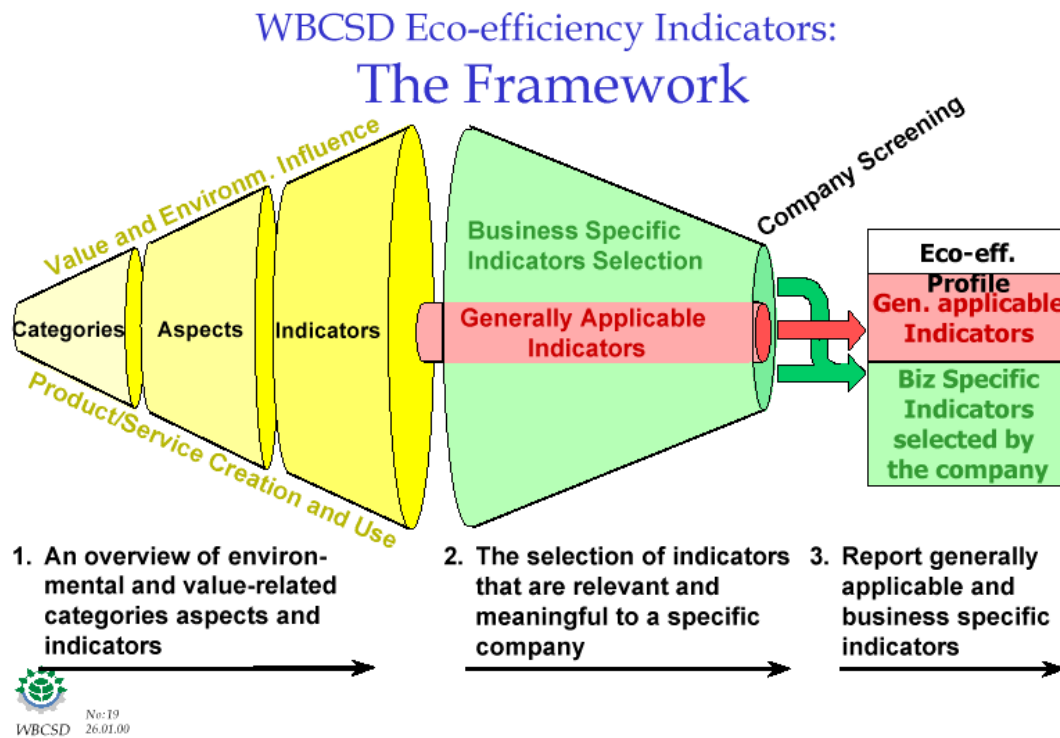 WBCSD Eco-efficiency Indicators:
The Framework
Value and Environm. Influence
Product/Service Creation and Use
Categories
Aspects
Indicators
Business Specific
Indicators Selection
Generally Applicable
Indicators
Company Screening
Eco-eff.
Profile
Gen. applicable
Indicators
Biz Specific
Indicators
selected by
the company
1. An overview of environ-
mental and value-related
categories aspects and
indicators
2. The selection of indicators
that are relevant and
meaningful to a specific
company
3. Report generally
applicable and
business specific
indicators
WBCSD
No: 19
26.01.00